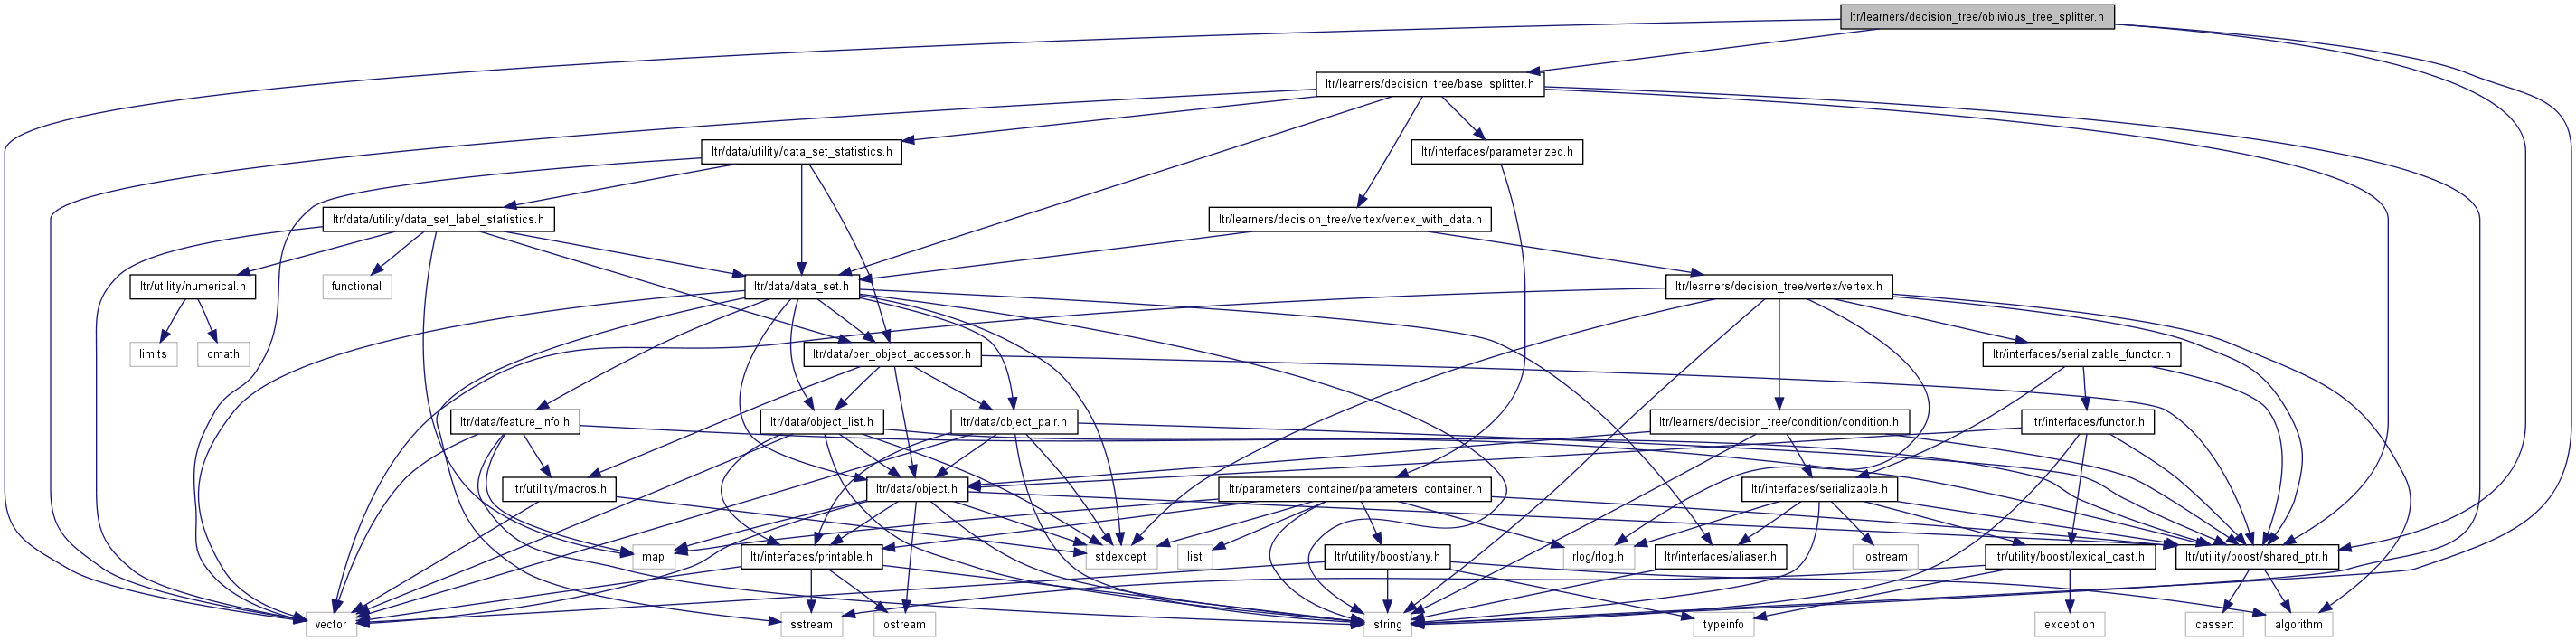 ltr/learners/decision_tree/oblivious_tree_splitter.h
ltr/learners/decision_tree/base_splitter.h
ltr/data/utility/data_set_statistics.h
ltr/interfaces/parameterized.h
ltr/data/utility/data_set_label_statistics.h
ltr/learners/decision_tree/vertex/vertex_with_data.h
ltr/utility/numerical.h
functional
ltr/data/data_set.h
ltr/learners/decision_tree/vertex/vertex.h
limits
cmath
ltr/data/per_object_accessor.h
ltr/interfaces/serializable_functor.h
ltr/data/feature_info.h
ltr/data/object_list.h
ltr/data/object_pair.h
ltr/learners/decision_tree/condition/condition.h
ltr/interfaces/functor.h
ltr/utility/macros.h
ltr/data/object.h
ltr/parameters_container/parameters_container.h
ltr/interfaces/serializable.h
map
ltr/interfaces/printable.h
stdexcept
list
ltr/utility/boost/any.h
rlog/rlog.h
ltr/interfaces/aliaser.h
iostream
ltr/utility/boost/lexical_cast.h
ltr/utility/boost/shared_ptr.h
vector
sstream
ostream
string
typeinfo
exception
cassert
algorithm